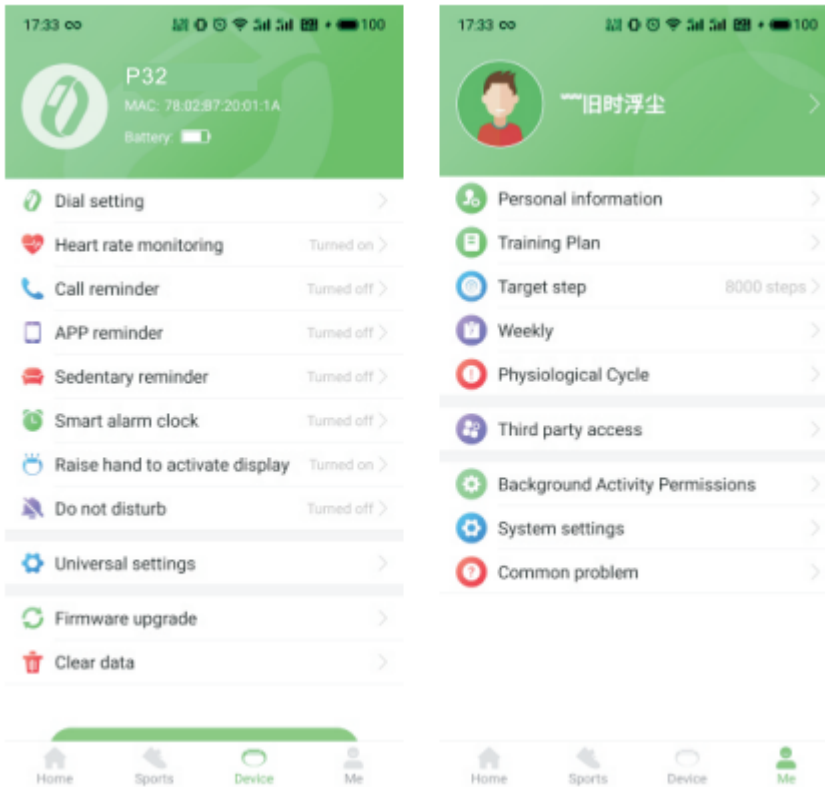 17:33
100
P32
MAC: 78:02:B7:20:01:1A
Battery:
Dial setting
Heart rate monitoring Turned on
Call reminder Turned off
APP reminder Turned off
Sedentary reminder Turned off
Smart alarm clock Turned off
Raise hand to activate display Turned on
Do not disturb Turned off
Universal settings
Firmware upgrade
Clear data
Home Sports Device Me
17:33
100
旧时浮尘
Personal information
Training Plan
Target step 8000 steps
Weekly
Physiological Cycle
Third party access
Background Activity Permissions
System settings
Common problem
Home Sports Device Me